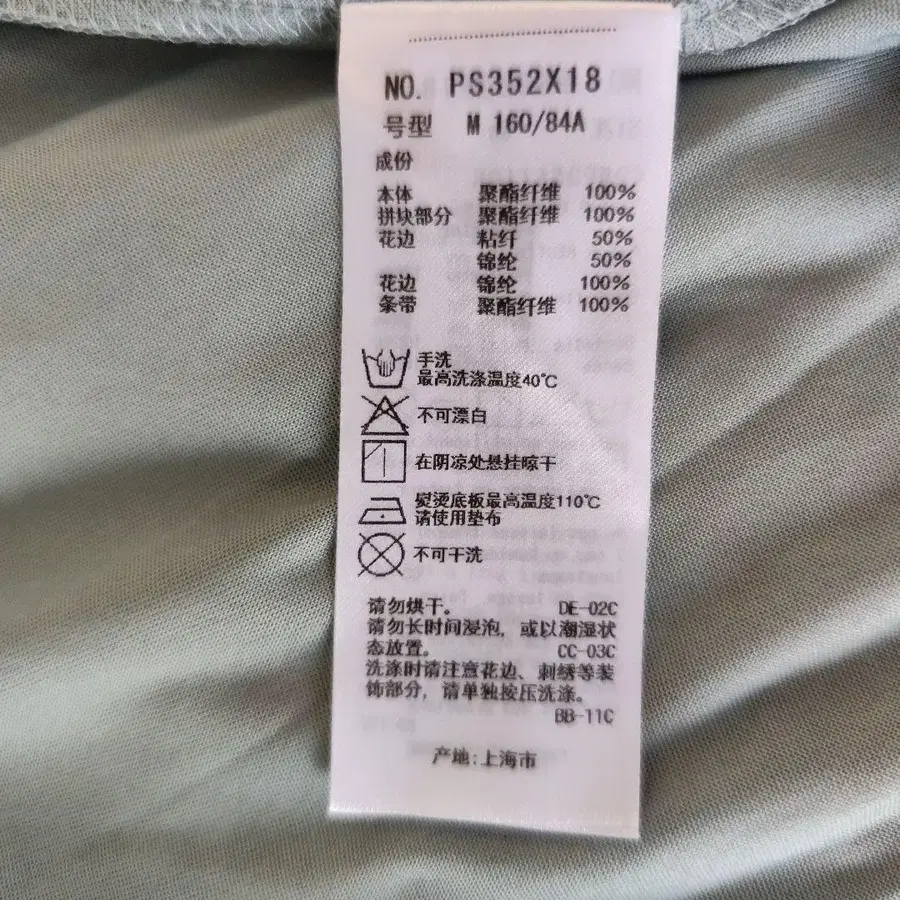 NO. PS352X18
号型 M 160/84A
成份
本体 聚酯纤维 100%
拼块部分 聚酯纤维 100%
花边 粘纤 50%
锦纶 50%
花边 锦纶 100%
条带 聚酯纤维 100%
手洗
最高洗涤温度40℃
不可漂白
在阴凉处悬挂晾干
熨烫底板最高温度110℃
请使用垫布
不可干洗
请勿烘干。 DE-02C
请勿长时间浸泡，或以潮湿状
态放置。 CC-03C
洗涤时请注意花边、刺绣等装
饰部分，请单独按压洗涤。
BB-11C
产地:上海市